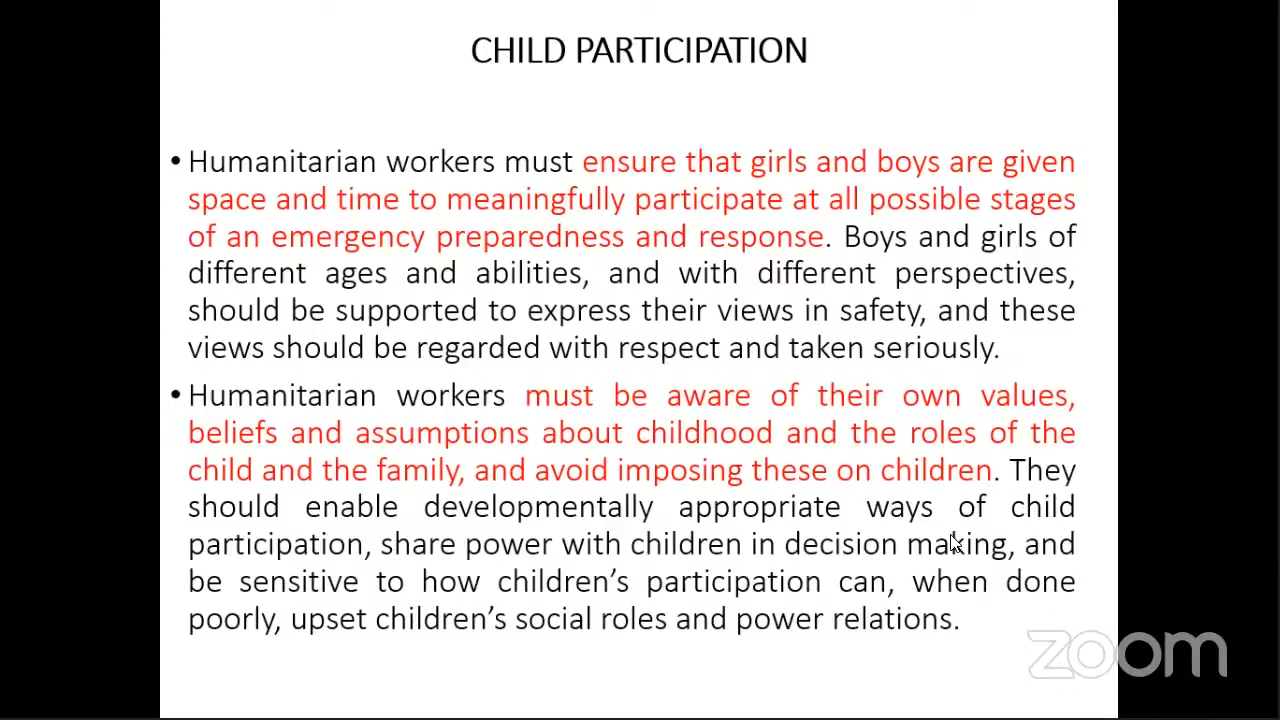 CHILD PARTICIPATION
• Humanitarian workers must ensure that girls and boys are given
space and time to meaningfully participate at all possible stages
of an emergency preparedness and response. Boys and girls of
different ages and abilities, and with different perspectives,
should be supported to express their views in safety, and these
views should be regarded with respect and taken seriously.
• Humanitarian workers must be aware of their own values,
beliefs and assumptions about childhood and the roles of the
child and the family, and avoid imposing these on children. They
should enable developmentally appropriate ways of child
participation, share power with children in decision making, and
be sensitive to how children’s participation can, when done
poorly, upset children’s social roles and power relations.
zoom